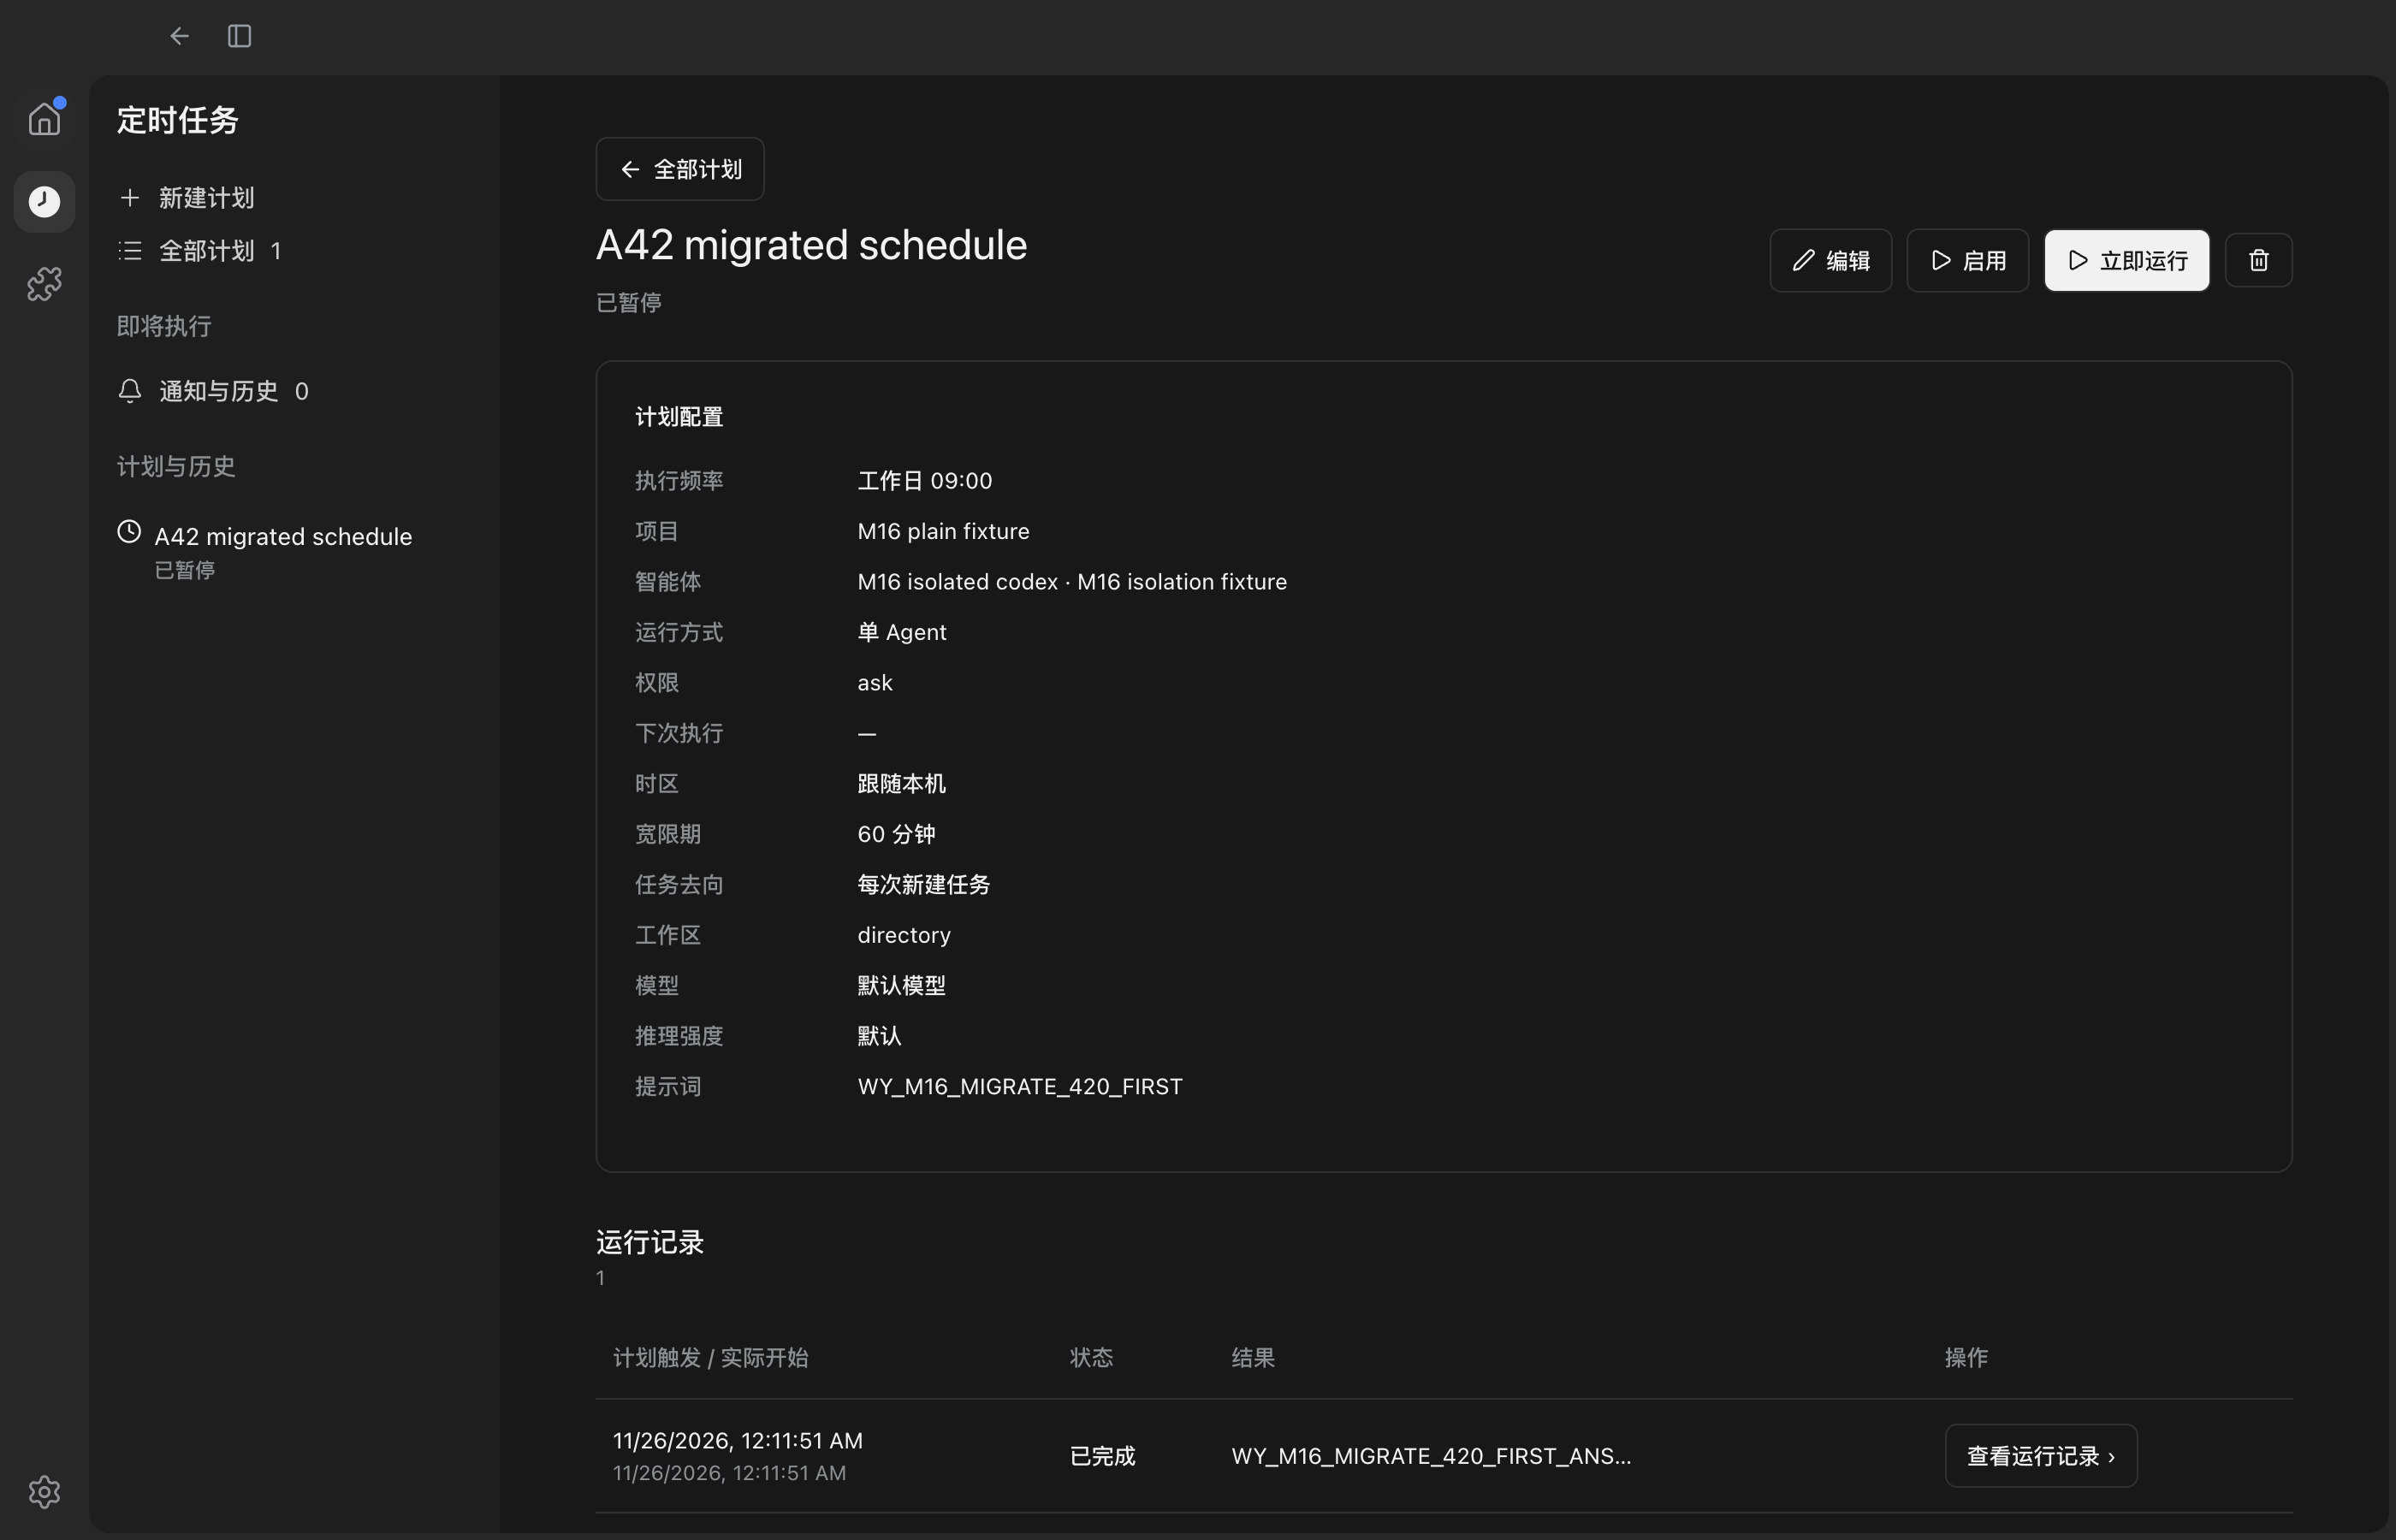 定时任务
新建计划
全部计划 1
即将执行
通知与历史 0
计划与历史
A42 migrated schedule
已暂停
全部计划
A42 migrated schedule
已暂停
编辑
启用
立即运行
计划配置
执行频率 工作日 09:00
项目 M16 plain fixture
智能体 M16 isolated codex · M16 isolation fixture
运行方式 单 Agent
权限 ask
下次执行 —
时区 跟随本机
宽限期 60 分钟
任务去向 每次新建任务
工作区 directory
模型 默认模型
推理强度 默认
提示词 WY_M16_MIGRATE_420_FIRST
运行记录
1
计划触发 / 实际开始 状态 结果 操作
11/26/2026, 12:11:51 AM
11/26/2026, 12:11:51 AM
已完成
WY_M16_MIGRATE_420_FIRST_ANS...
查看运行记录 ›